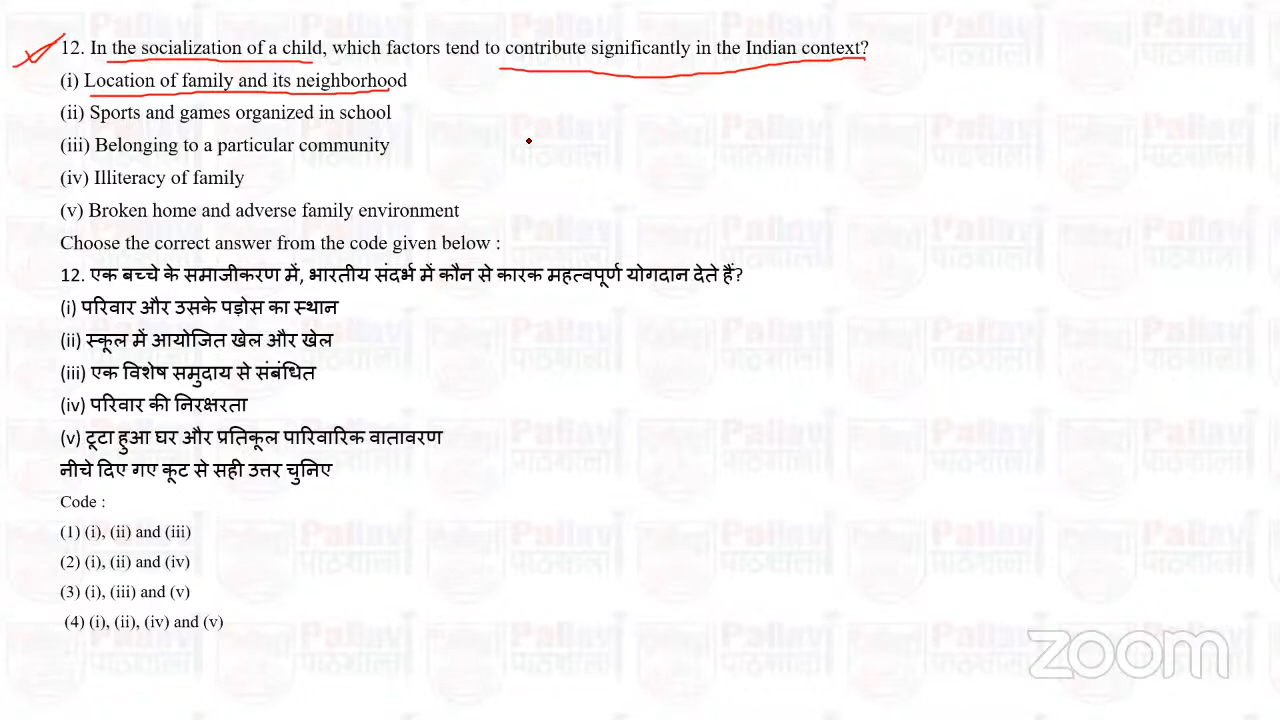 12. In the socialization of a child, which factors tend to contribute significantly in the Indian context?
(i) Location of family and its neighborhood
(ii) Sports and games organized in school
(iii) Belonging to a particular community
(iv) Illiteracy of family
(v) Broken home and adverse family environment
Choose the correct answer from the code given below :
12. एक बच्चे के समाजीकरण में, भारतीय संदर्भ में कौन से कारक महत्वपूर्ण योगदान देते हैं?
(i) परिवार और उसके पड़ोस का स्थान
(ii) स्कूल में आयोजित खेल और खेल
(iii) एक विशेष समुदाय से संबंधित
(iv) परिवार की निरक्षरता
(v) टूटा हुआ घर और प्रतिकूल पारिवारिक वातावरण
नीचे दिए गए कूट से सही उत्तर चुनिए
Code :
(1) (i), (ii) and (iii)
(2) (i), (ii) and (iv)
(3) (i), (iii) and (v)
(4) (i), (ii), (iv) and (v)
zoom
Pallavi
पाठशाला